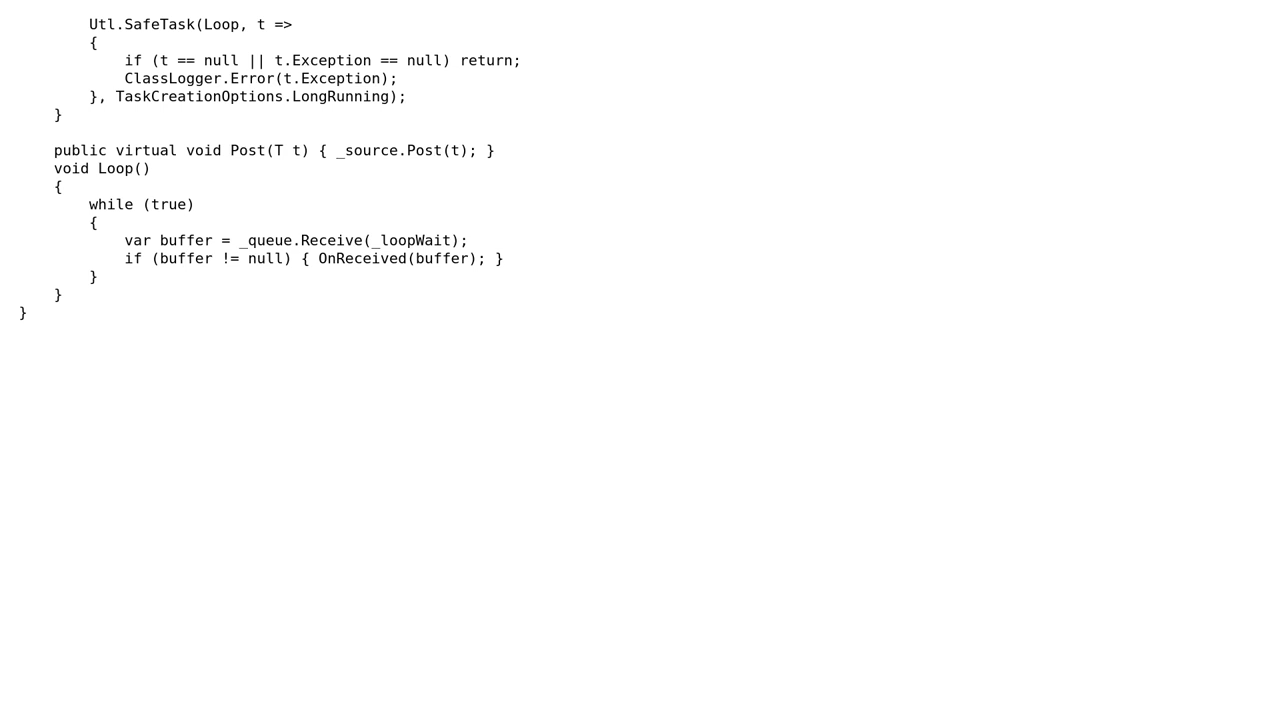 Utl.SafeTask(Loop, t =>
        {
            if (t == null || t.Exception == null) return;
            ClassLogger.Error(t.Exception);
        }, TaskCreationOptions.LongRunning);
    }

    public virtual void Post(T t) { _source.Post(t); }
    void Loop()
    {
        while (true)
        {
            var buffer = _queue.Receive(_loopWait);
            if (buffer != null) { OnReceived(buffer); }
        }
    }
}